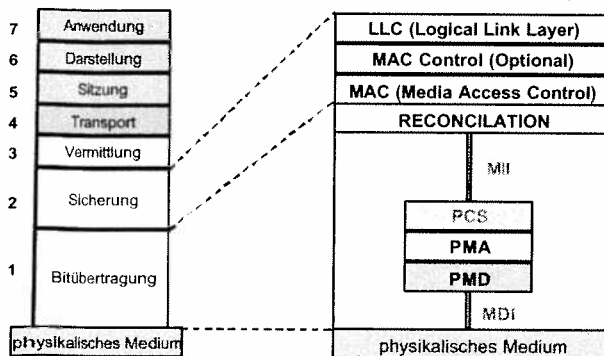 7 Anwendung
6 Darstellung
5 Sitzung
4 Transport
3 Vermittlung
2 Sicherung
1 Bitübertragung
physikalisches Medium
LLC (Logical Link Layer)
MAC Control (Optional)
MAC (Media Access Control)
RECONCILATION
MII
PCS
PMA
PMD
MDI
physikalisches Medium